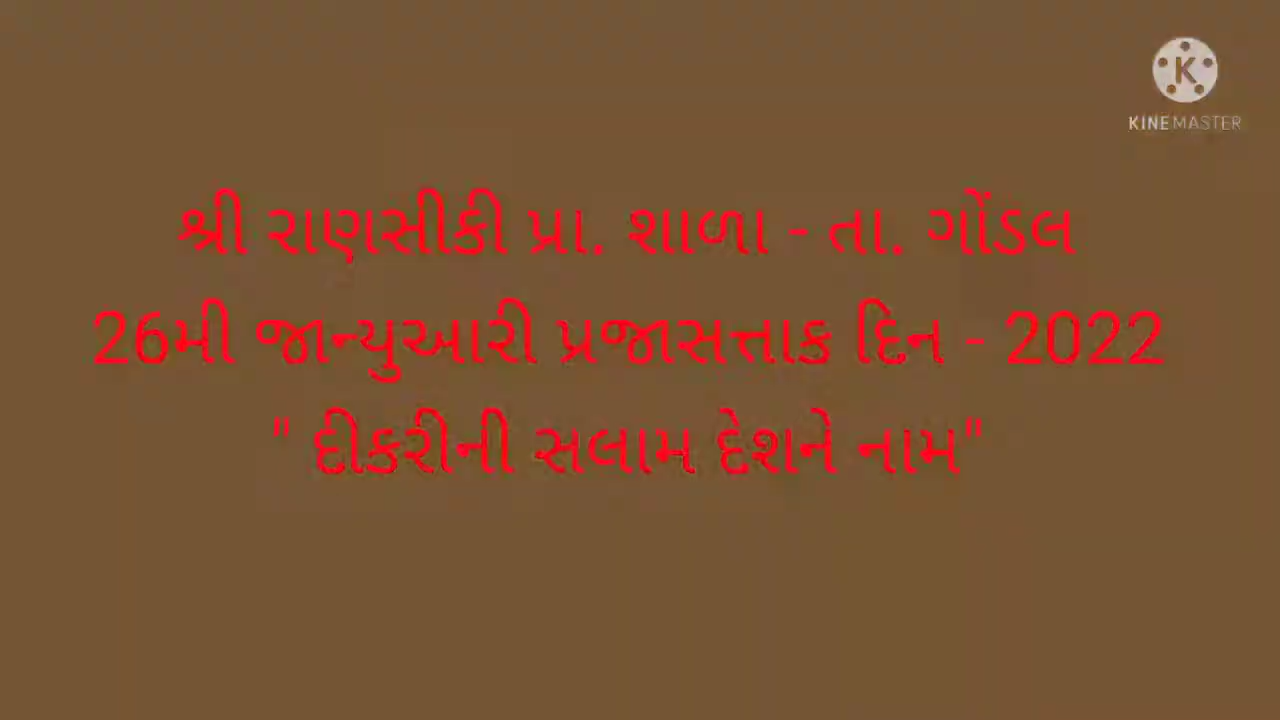 KINEMASTER
શ્રી રાણસીકી પ્રા. શાળા - તા. ગોંડલ
26મી જાન્યુઆરી પ્રજાસત્તાક દિન - 2022
" દીકરીની સલામ દેશને નામ"